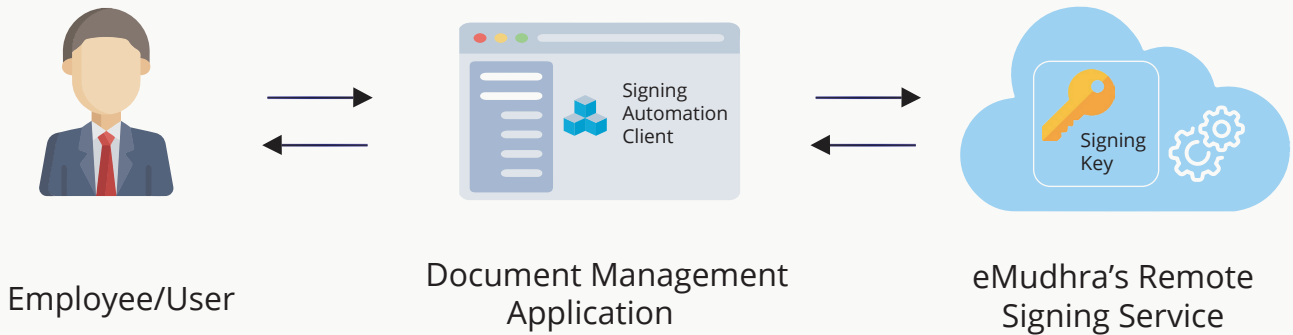 Signing
Automation
Client
Signing
Key
Employee/User
Document Management
Application
eMudhra’s Remote
Signing Service